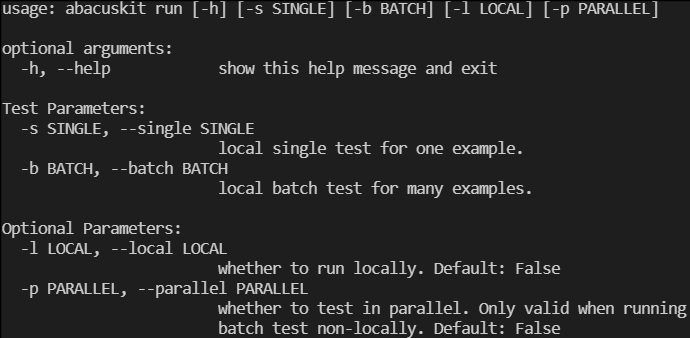 usage: abacuskit run [-h] [-s SINGLE] [-b BATCH] [-l LOCAL] [-p PARALLEL]
optional arguments:
-h, --help show this help message and exit
Test Parameters:
-s SINGLE, --single SINGLE
local single test for one example.
-b BATCH, --batch BATCH
local batch test for many examples.
Optional Parameters:
-l LOCAL, --local LOCAL
whether to run locally. Default: False
-p PARALLEL, --parallel PARALLEL
whether to test in parallel. Only valid when running
batch test non-locally. Default: False